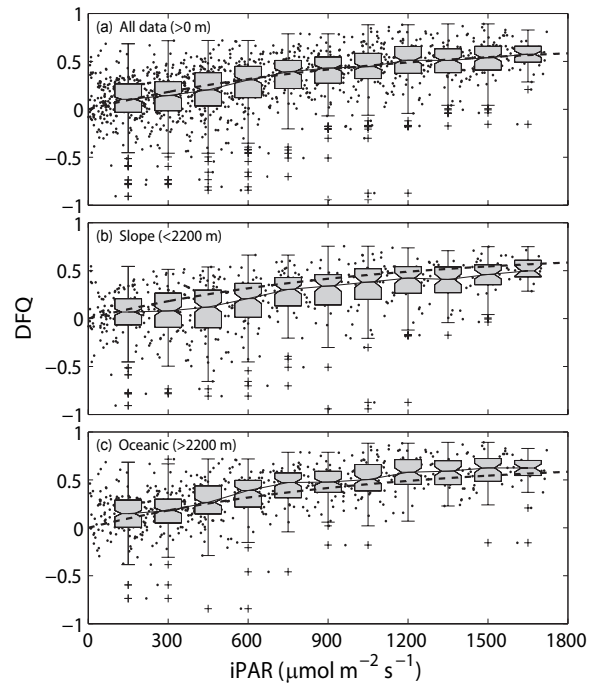 (a) All data (>0 m)
1
0.5
0
−0.5
−1
(b) Slope (<2200 m)
1
0.5
0
−0.5
−1
DFQ
(c) Oceanic (>2200 m)
1
0.5
0
−0.5
−1
0 300 600 900 1200 1500 1800
iPAR (μmol m⁻² s⁻¹)